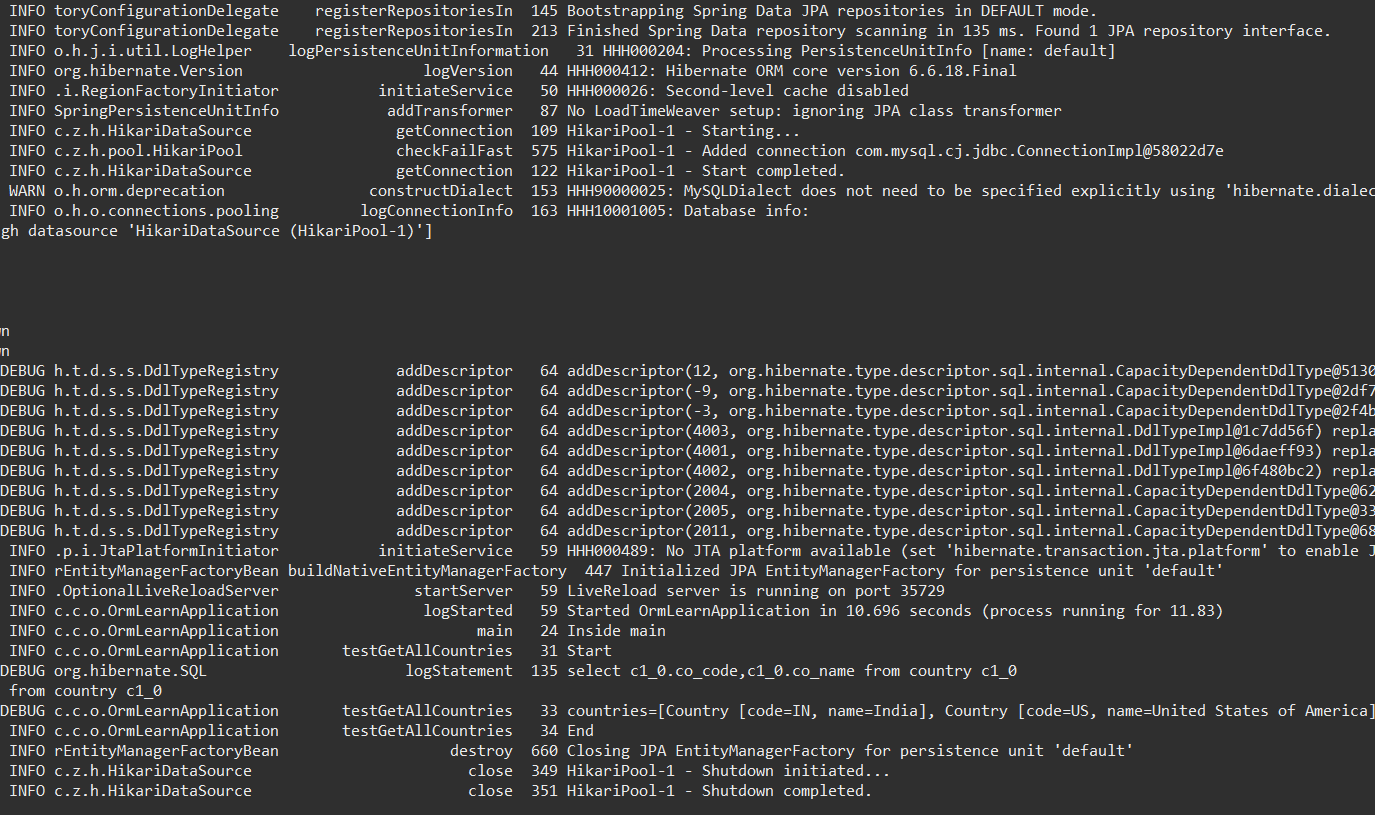 INFO toryConfigurationDelegate    registerRepositoriesIn  145 Bootstrapping Spring Data JPA repositories in DEFAULT mode.
INFO toryConfigurationDelegate    registerRepositoriesIn  213 Finished Spring Data repository scanning in 135 ms. Found 1 JPA repository interface.
INFO o.h.j.i.util.LogHelper    logPersistenceUnitInformation   31 HHH000204: Processing PersistenceUnitInfo [name: default]
INFO org.hibernate.Version                    logVersion   44 HHH000412: Hibernate ORM core version 6.6.18.Final
INFO .i.RegionFactoryInitiator           initiateService   50 HHH000026: Second-level cache disabled
INFO SpringPersistenceUnitInfo            addTransformer   87 No LoadTimeWeaver setup: ignoring JPA class transformer
INFO c.z.h.HikariDataSource                getConnection  109 HikariPool-1 - Starting...
INFO c.z.h.pool.HikariPool                 checkFailFast  575 HikariPool-1 - Added connection com.mysql.cj.jdbc.ConnectionImpl@58022d7e
INFO c.z.h.HikariDataSource                getConnection  122 HikariPool-1 - Start completed.
WARN o.h.orm.deprecation                constructDialect  153 HHH90000025: MySQLDialect does not need to be specified explicitly using 'hibernate.dialec
INFO o.h.o.connections.pooling         logConnectionInfo  163 HHH10001005: Database info:
gh datasource 'HikariDataSource (HikariPool-1)']
n
n
DEBUG h.t.d.s.s.DdlTypeRegistry             addDescriptor   64 addDescriptor(12, org.hibernate.type.descriptor.sql.internal.CapacityDependentDdlType@5130
DEBUG h.t.d.s.s.DdlTypeRegistry             addDescriptor   64 addDescriptor(-9, org.hibernate.type.descriptor.sql.internal.CapacityDependentDdlType@2df7
DEBUG h.t.d.s.s.DdlTypeRegistry             addDescriptor   64 addDescriptor(-3, org.hibernate.type.descriptor.sql.internal.CapacityDependentDdlType@2f4b
DEBUG h.t.d.s.s.DdlTypeRegistry             addDescriptor   64 addDescriptor(4003, org.hibernate.type.descriptor.sql.internal.DdlTypeImpl@1c7dd56f) repla
DEBUG h.t.d.s.s.DdlTypeRegistry             addDescriptor   64 addDescriptor(4001, org.hibernate.type.descriptor.sql.internal.DdlTypeImpl@6daeff93) repla
DEBUG h.t.d.s.s.DdlTypeRegistry             addDescriptor   64 addDescriptor(4002, org.hibernate.type.descriptor.sql.internal.DdlTypeImpl@6f480bc2) repla
DEBUG h.t.d.s.s.DdlTypeRegistry             addDescriptor   64 addDescriptor(2004, org.hibernate.type.descriptor.sql.internal.CapacityDependentDdlType@62
DEBUG h.t.d.s.s.DdlTypeRegistry             addDescriptor   64 addDescriptor(2005, org.hibernate.type.descriptor.sql.internal.CapacityDependentDdlType@33
DEBUG h.t.d.s.s.DdlTypeRegistry             addDescriptor   64 addDescriptor(2011, org.hibernate.type.descriptor.sql.internal.CapacityDependentDdlType@68
INFO .p.i.JtaPlatformInitiator           initiateService   59 HHH000489: No JTA platform available (set 'hibernate.transaction.jta.platform' to enable J
INFO rEntityManagerFactoryBean buildNativeEntityManagerFactory  447 Initialized JPA EntityManagerFactory for persistence unit 'default'
INFO .OptionalLiveReloadServer               startServer   59 LiveReload server is running on port 35729
INFO c.c.o.OrmLearnApplication                logStarted   59 Started OrmLearnApplication in 10.696 seconds (process running for 11.83)
INFO c.c.o.OrmLearnApplication                      main   24 Inside main
INFO c.c.o.OrmLearnApplication       testGetAllCountries   31 Start
DEBUG org.hibernate.SQL                      logStatement  135 select c1_0.co_code,c1_0.co_name from country c1_0
from country c1_0
DEBUG c.c.o.OrmLearnApplication       testGetAllCountries   33 countries=[Country [code=IN, name=India], Country [code=US, name=United States of America]
INFO c.c.o.OrmLearnApplication       testGetAllCountries   34 End
INFO rEntityManagerFactoryBean                   destroy  660 Closing JPA EntityManagerFactory for persistence unit 'default'
INFO c.z.h.HikariDataSource                        close  349 HikariPool-1 - Shutdown initiated...
INFO c.z.h.HikariDataSource                        close  351 HikariPool-1 - Shutdown completed.